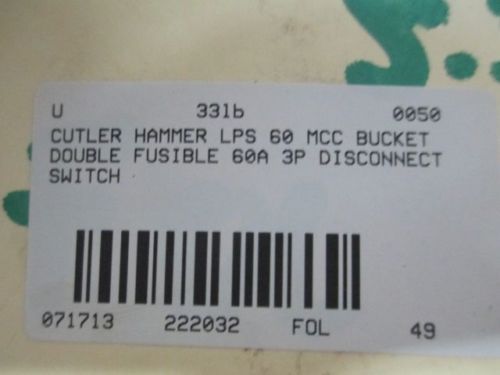 U 331b 0050
CUTLER HAMMER LPS 60 MCC BUCKET
DOUBLE FUSIBLE 60A 3P DISCONNECT
SWITCH
071713 222032 FOL 49